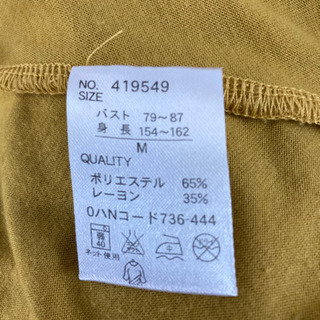 NO. 419549
SIZE
バスト 79~87
身長 154~162
M
QUALITY
ポリエステル 65%
レーヨン 35%
0ハNコード736-444
弱
40
ネット使用